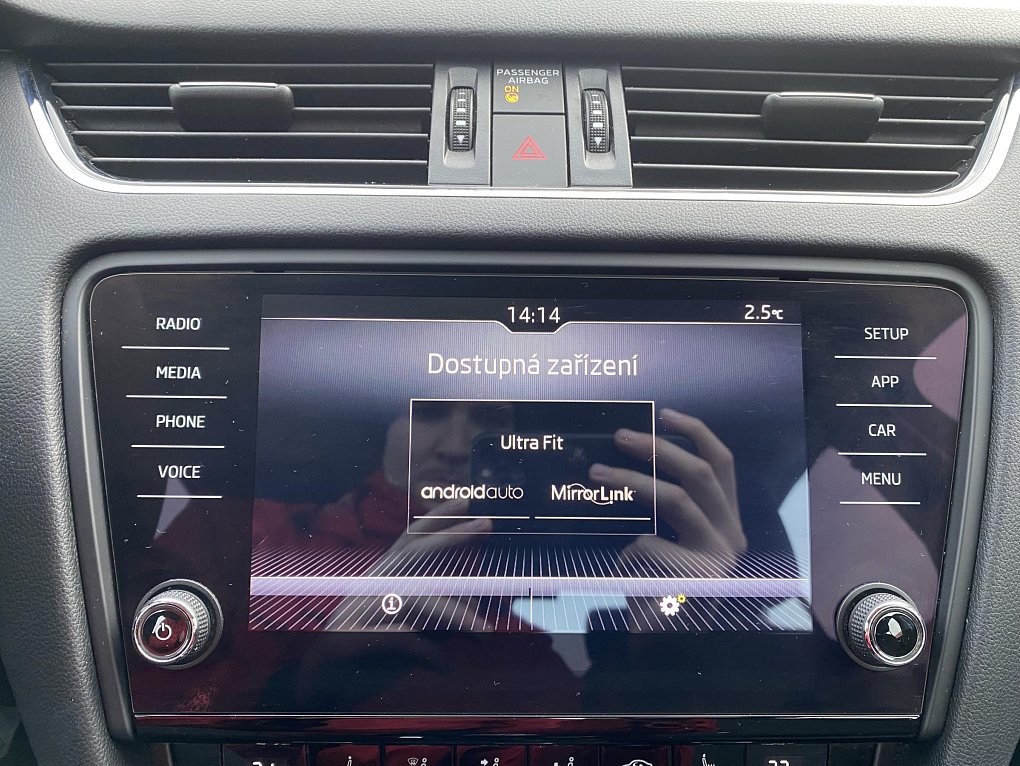 PASSENGER
AIRBAG
ON
14:14
2.5°C
RADIO
MEDIA
PHONE
VOICE
Dostupná zařízení
Ultra Fit
androidauto
MirrorLink
SETUP
APP
CAR
MENU